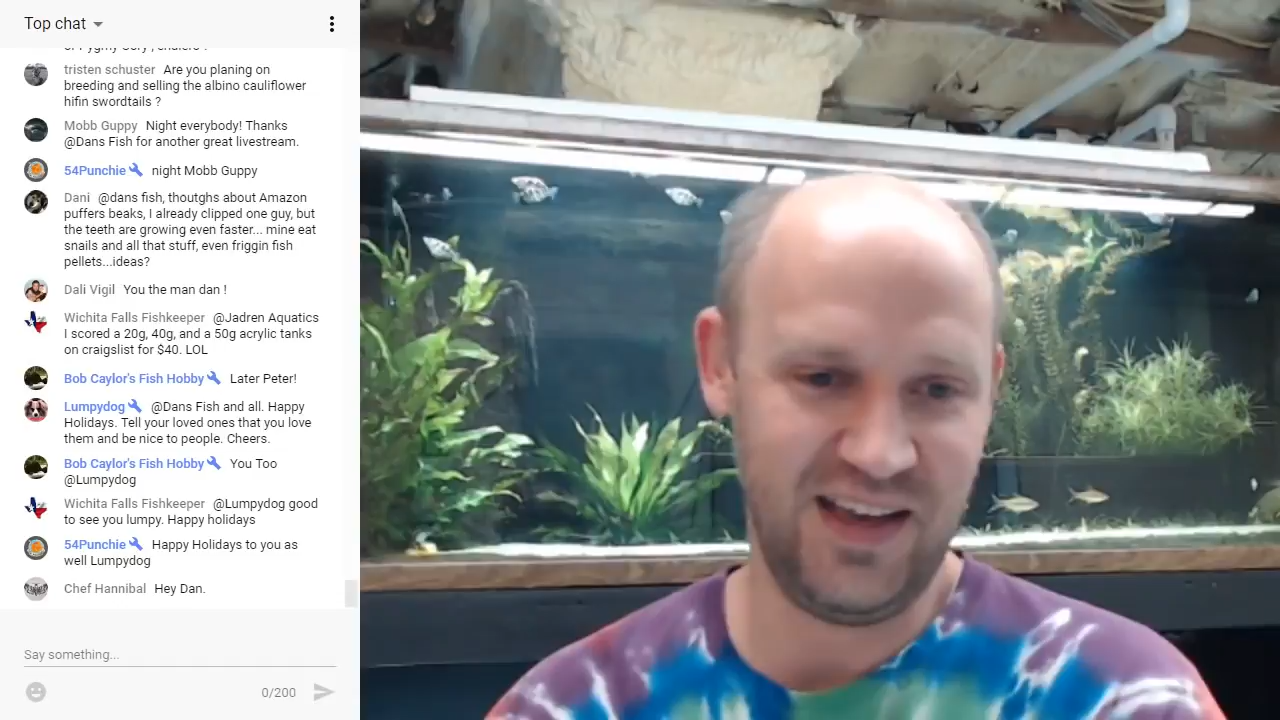 Top chat
or Pygmy Cory , snders ?
tristen schuster Are you planing on
breeding and selling the albino cauliflower
hifin swordtails ?
Mobb Guppy Night everybody! Thanks
@Dans Fish for another great livestream.
54Punchie night Mobb Guppy
Dani @dans fish, thoutghs about Amazon
puffers beaks, I already clipped one guy, but
the teeth are growing even faster... mine eat
snails and all that stuff, even friggin fish
pellets...ideas?
Dali Vigil You the man dan !
Wichita Falls Fishkeeper @Jadren Aquatics
I scored a 20g, 40g, and a 50g acrylic tanks
on craigslist for $40. LOL
Bob Caylor's Fish Hobby Later Peter!
Lumpydog @Dans Fish and all. Happy
Holidays. Tell your loved ones that you love
them and be nice to people. Cheers.
Bob Caylor's Fish Hobby You Too
@Lumpydog
Wichita Falls Fishkeeper @Lumpydog good
to see you lumpy. Happy holidays
54Punchie Happy Holidays to you as
well Lumpydog
Chef Hannibal Hey Dan.
Say something...
0/200